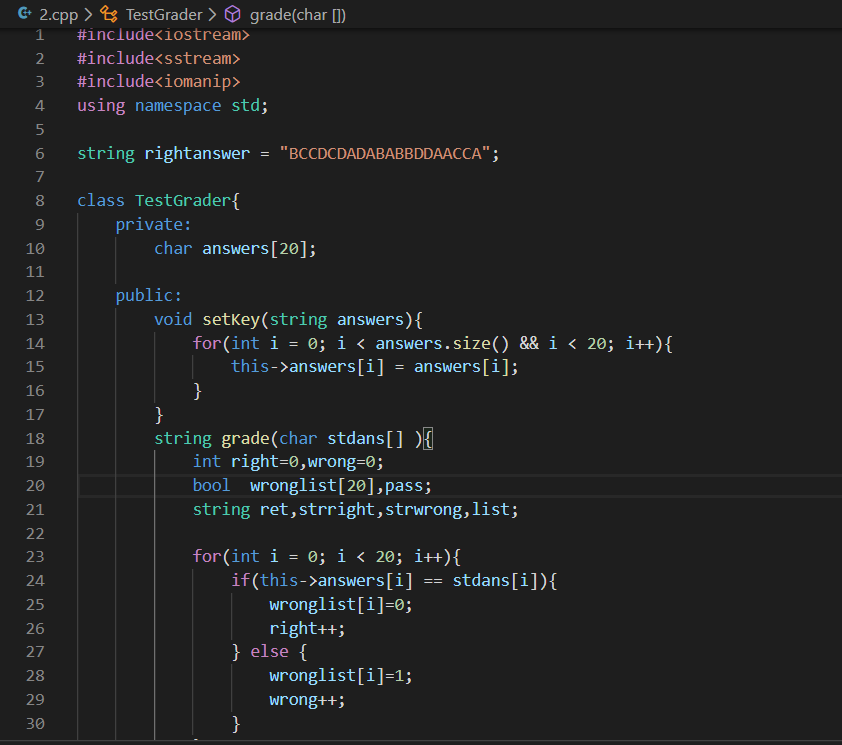 2.cpp > TestGrader > grade(char [])
1 #include<iostream>
2 #include<sstream>
3 #include<iomanip>
4 using namespace std;
5
6 string rightanswer = "BCCDCDADABABBDDAACCA";
7
8 class TestGrader{
9 private:
10 char answers[20];
11
12 public:
13 void setKey(string answers){
14 for(int i = 0; i < answers.size() && i < 20; i++){
15 this->answers[i] = answers[i];
16 }
17 }
18 string grade(char stdans[] ){
19 int right=0,wrong=0;
20 bool  wronglist[20],pass;
21 string ret,strright,strwrong,list;
22
23 for(int i = 0; i < 20; i++){
24 if(this->answers[i] == stdans[i]){
25 wronglist[i]=0;
26 right++;
27 } else {
28 wronglist[i]=1;
29 wrong++;
30 }